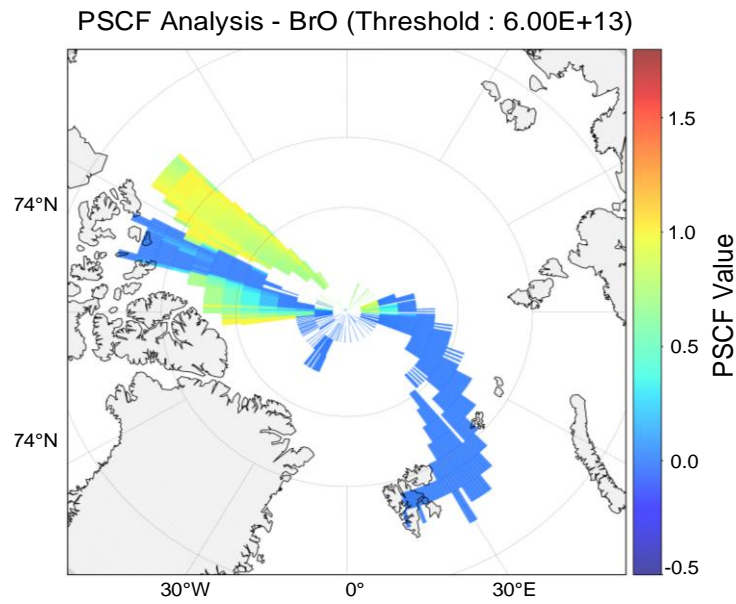 PSCF Analysis - BrO (Threshold : 6.00E+13)
74°N
74°N
30°W
0°
30°E
1.5
1.0
0.5
0.0
-0.5
PSCF Value